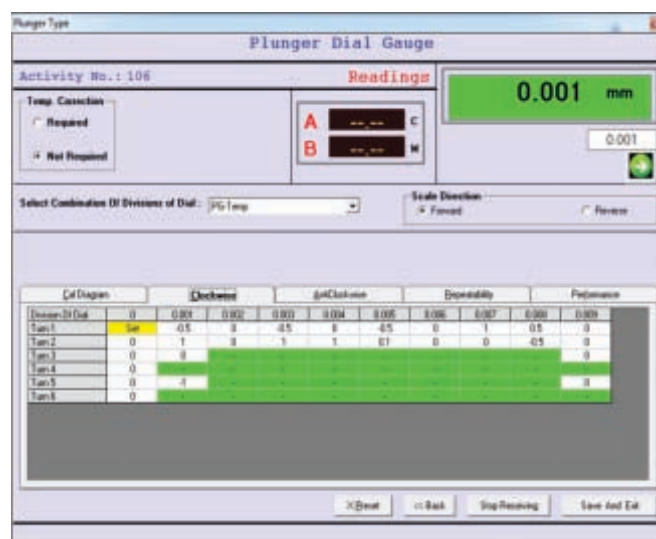 Plunger Type
Plunger Dial Gauge
Activity No.: 106
Readings
0.001 mm
Temp. Correction
Required
Not Required
A --.-- C
B --.--
0.001
Select Combination Of Divisions of Dial :
PG Temp
Scale Direction
Forward
Reverse
Cal Diagram
Clockwise
AntiClockwise
Repeatability
Performance
Division Of Dial 0 0.001 0.002 0.003 0.004 0.005 0.006 0.007 0.008 0.009
Turn 1 Set -0.5 0 -0.5 0 -0.5 0 1 0.5 0
Turn 2 0 1 0 1 1 0.1 0 0 -0.5 0
Turn 3 0 0 0
Turn 4 0
Turn 5 0 -1 0
Turn 6 0
Reset
<< Back
Stop Receiving
Save And Exit